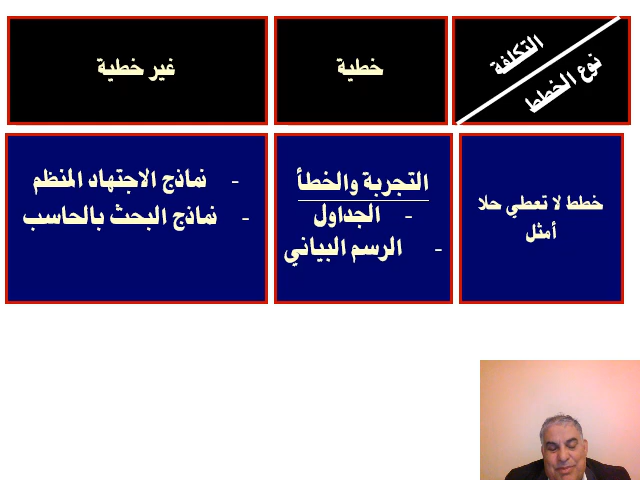 التكلفة
نوع الخطط
خطية
غير خطية
خطط لا تعطي حلا
أمثل
التجربة والخطأ
- الجداول
- الرسم البياني
- نماذج الاجتهاد المنظم
- نماذج البحث بالحاسب